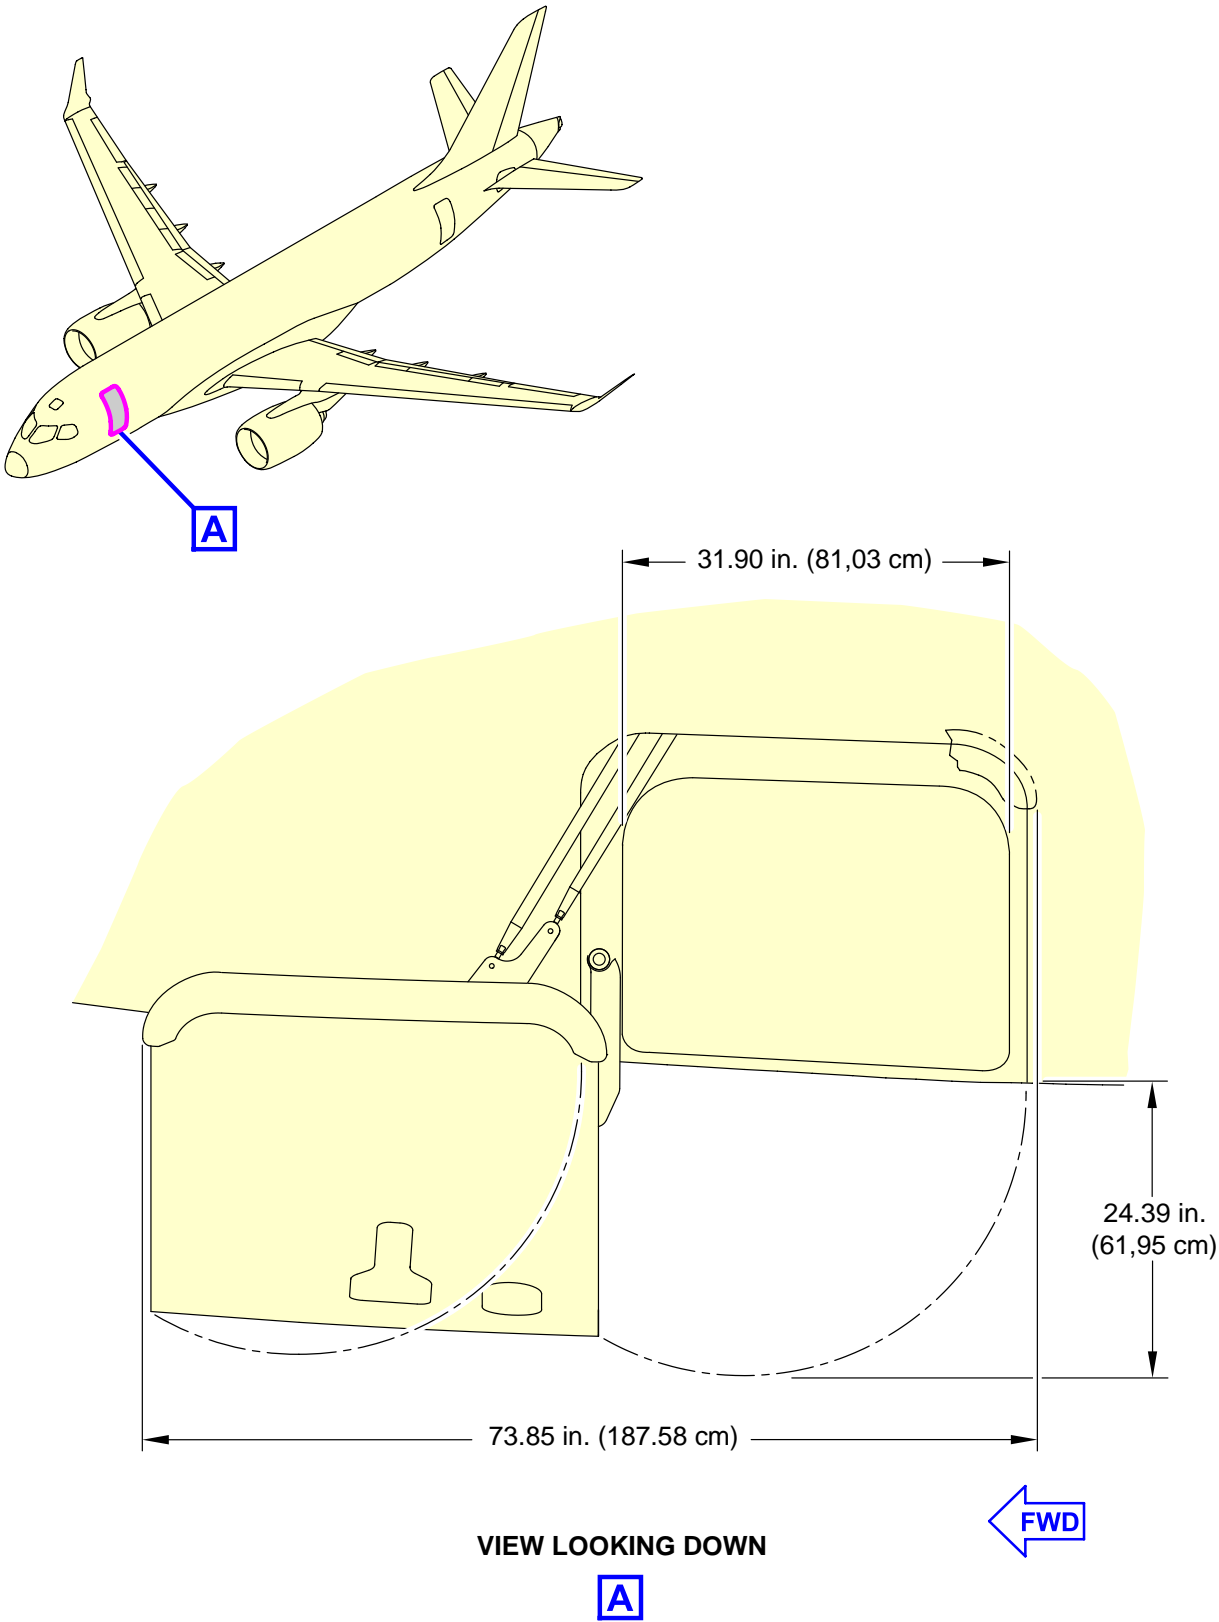 A
31.90 in. (81,03 cm)
24.39 in.
(61,95 cm)
73.85 in. (187.58 cm)
FWD
VIEW LOOKING DOWN
A